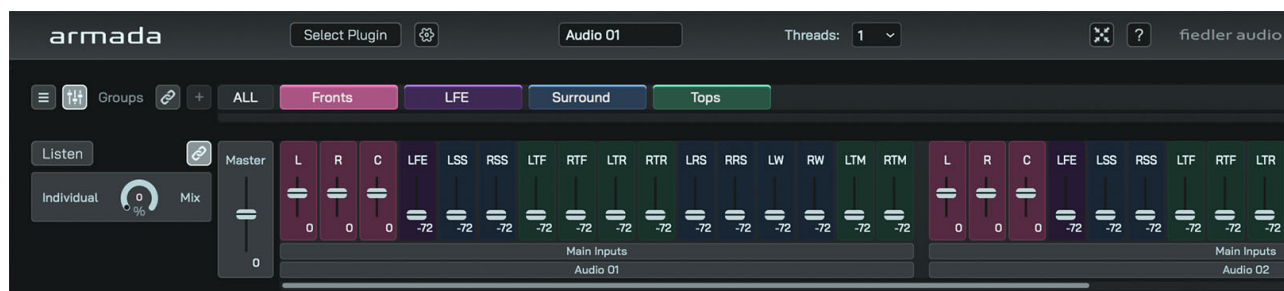 armada Select Plugin Audio 01 Threads: 1 ? fiedler audio
Groups + ALL Fronts LFE Surround Tops
Listen Master L R C LFE LSS RSS LTF RTF LTR RTR LRS RRS LW RW LTM RTM L R C LFE LSS RSS LTF RTF LTR
Individual 0 % Mix
0 0 0 -72 -72 -72 -72 -72 -72 -72 -72 -72 -72 -72 -72 -72 0 0 0 -72 -72 -72 -72 -72 -72
Main Inputs Main Inputs
0 Audio 01 Audio 02